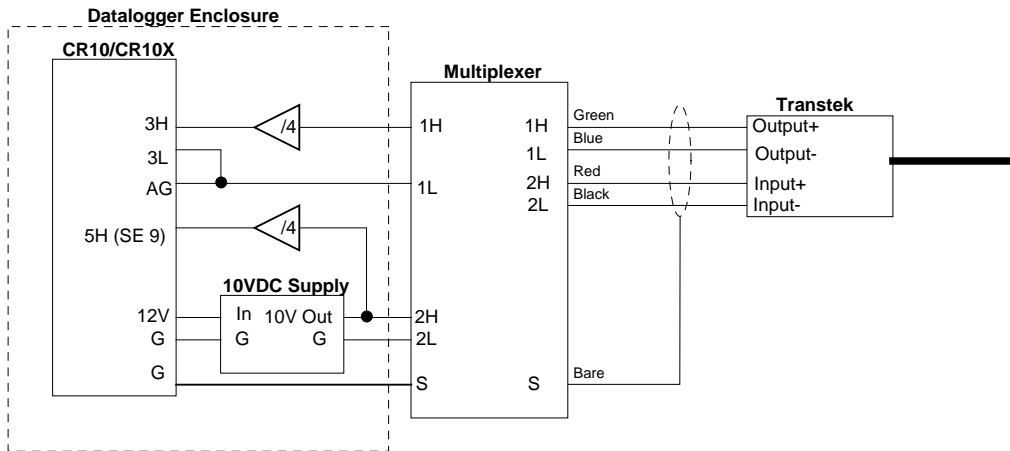 Datalogger Enclosure
CR10/CR10X
Multiplexer
Transtek
3H
/4
1H
1H
Green
Output+
3L
1L
Blue
Output-
AG
1L
2H
Red
Input+
2L
Black
Input-
5H (SE 9)
/4
10VDC Supply
12V
In
10V Out
2H
G
G
G
2L
G
S
S
Bare